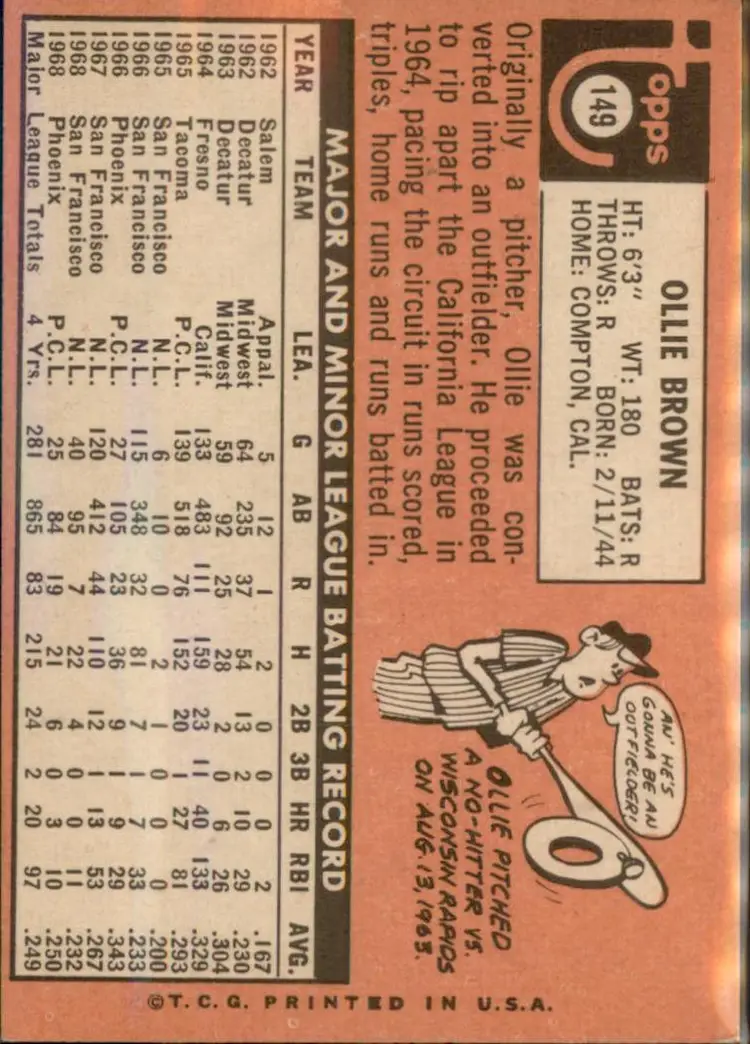 Topps
149
OLLIE BROWN
HT: 6'3" WT: 180 BATS: R
THROWS: R BORN: 2/11/44
HOME: COMPTON, CAL.
Originally a pitcher, Ollie was con-
verted into an outfielder. He proceeded
to rip apart the California League in
1964, pacing the circuit in runs scored,
triples, home runs and runs batted in.
AN' HE'S
GONNA BE AN
OUTFIELDER!
OLLIE PITCHED
A NO-HITTER VS.
WISCONSIN RAPIDS
ON AUG. 13, 1963.
0
MAJOR AND MINOR LEAGUE BATTING RECORD
YEAR TEAM LEA. G AB R H 2B 3B HR RBI AVG.
1962 Salem Appal. 5 12 1 2 0 0 0 2 .167
1962 Decatur Midwest 64 235 37 54 13 2 10 29 .230
1963 Decatur Midwest 59 92 25 28 2 0 6 26 .304
1964 Fresno Calif. 133 483 111 159 23 11 40 133 .329
1965 Tacoma P.C.L. 139 518 76 152 20 1 27 81 .293
1965 San Francisco N.L. 6 10 0 2 1 0 0 0 .200
1966 San Francisco N.L. 115 348 32 81 7 1 7 33 .233
1966 Phoenix P.C.L. 27 105 23 36 9 1 9 29 .343
1967 San Francisco N.L. 120 412 44 110 12 1 13 53 .267
1968 San Francisco N.L. 40 95 7 22 4 0 0 11 .232
1968 Phoenix P.C.L. 25 84 19 21 6 0 3 10 .250
Major League Totals 4 Yrs. 281 865 83 215 24 2 20 97 .249
©T.C.G. PRINTED IN U.S.A.